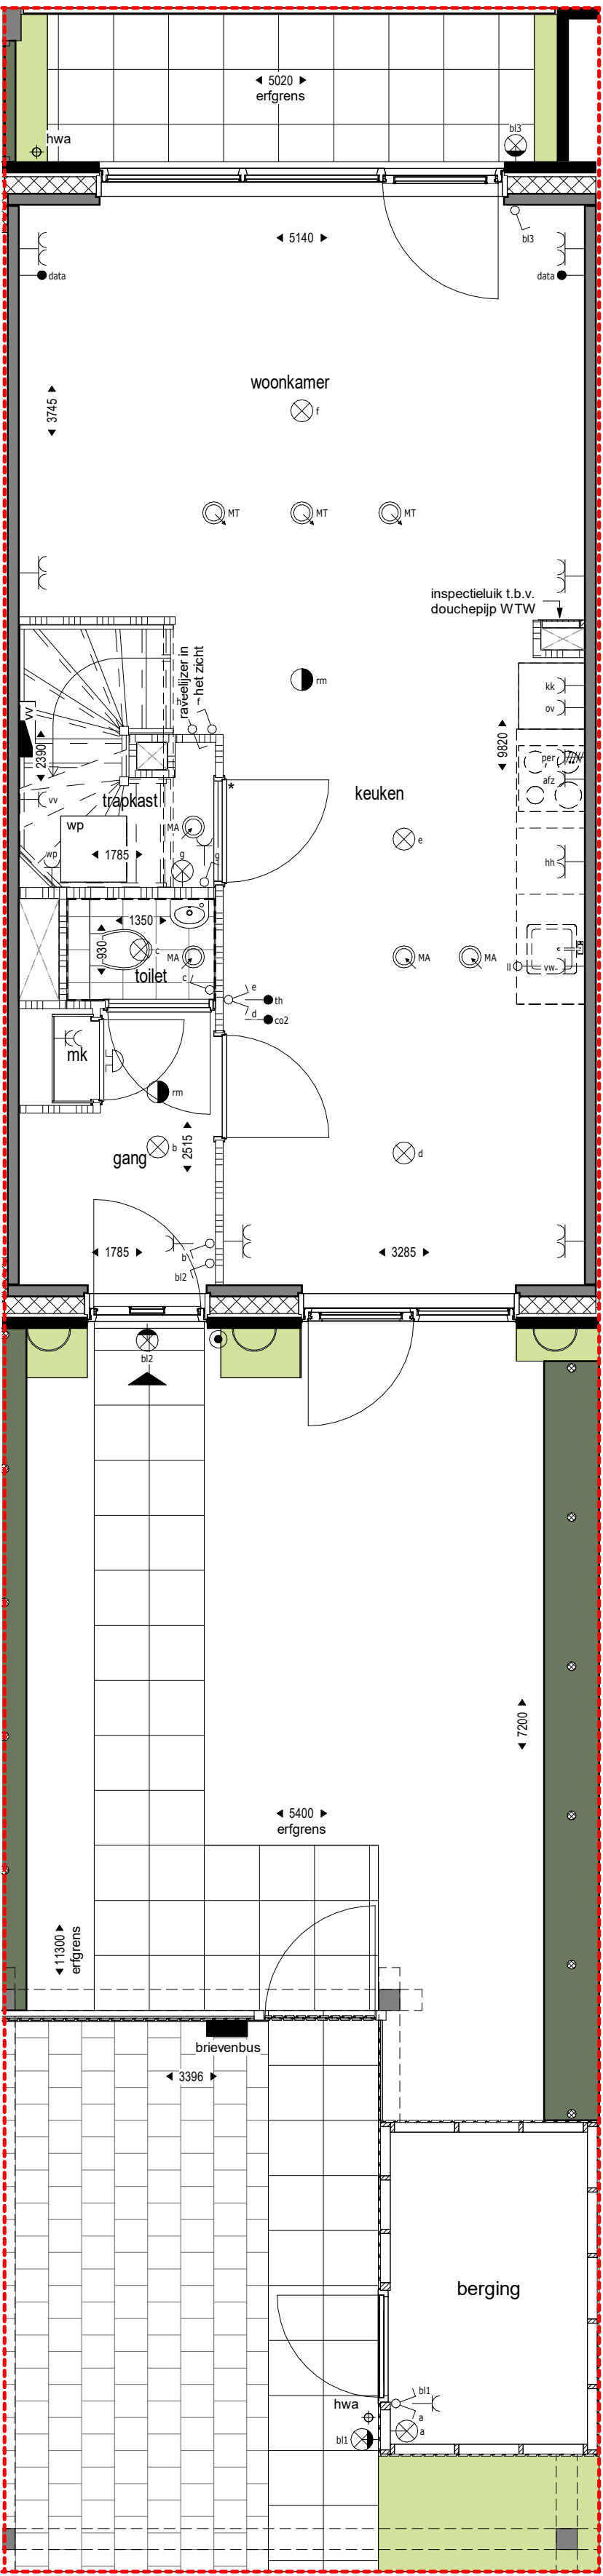 5020
erfgrens
hwa
bl3
bl3
5140
data
data
woonkamer
f
3745
MT
MT
MT
inspectieluik t.b.v.
douchepijp WTW
raveelijzer in
het zicht
h
f
rm
kk
ov
vv
2390
9820
per
afz
vv
trapkast
*
keuken
wp
MA
e
wp
1785
g
g
hh
1350
930
c
toilet
MA
c
MA
MA
ll
vw
c
e
th
d
co2
mk
rm
gang
b
2515
d
1785
b
bl2
3285
bl2
7200
5400
erfgrens
11300
erfgrens
brievenbus
3396
berging
hwa
bl1
a
bl1
a